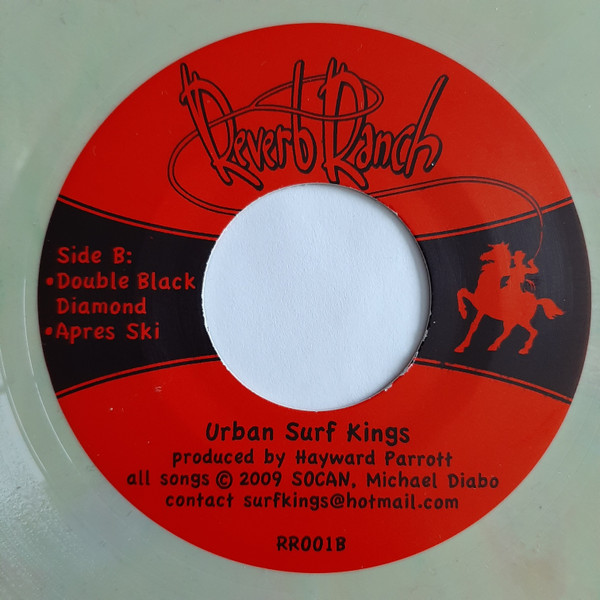 Reverb Ranch
Side B:
•Double Black
Diamond
•Apres Ski
Urban Surf Kings
produced by Hayward Parrott
all songs © 2009 SOCAN, Michael Diabo
contact surfkings@hotmail.com
RR001B